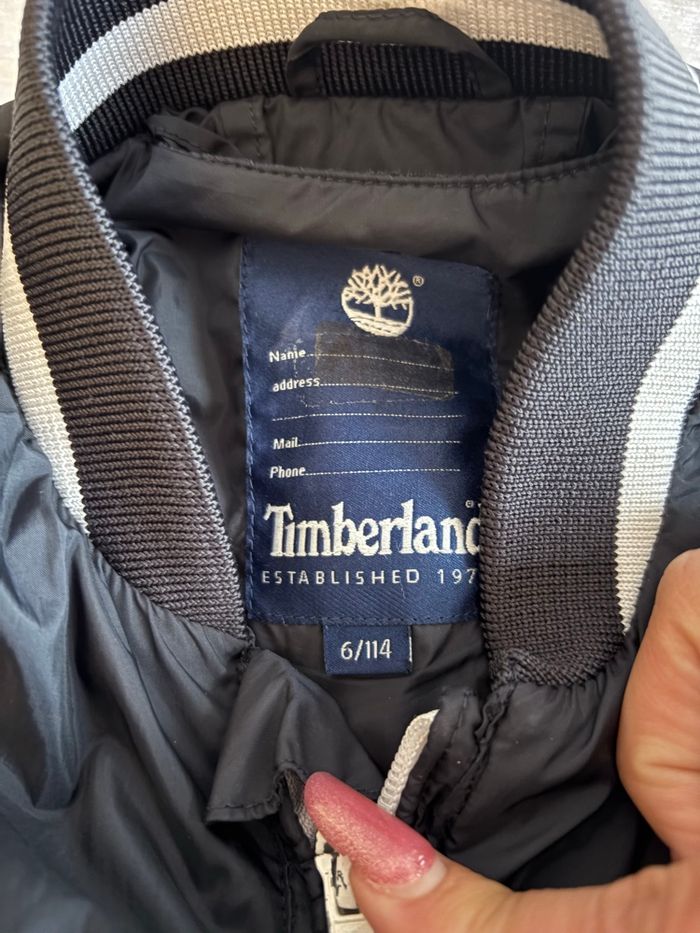 ®
Name
address
Mail
Phone
Timberland
ESTABLISHED 197
6/114